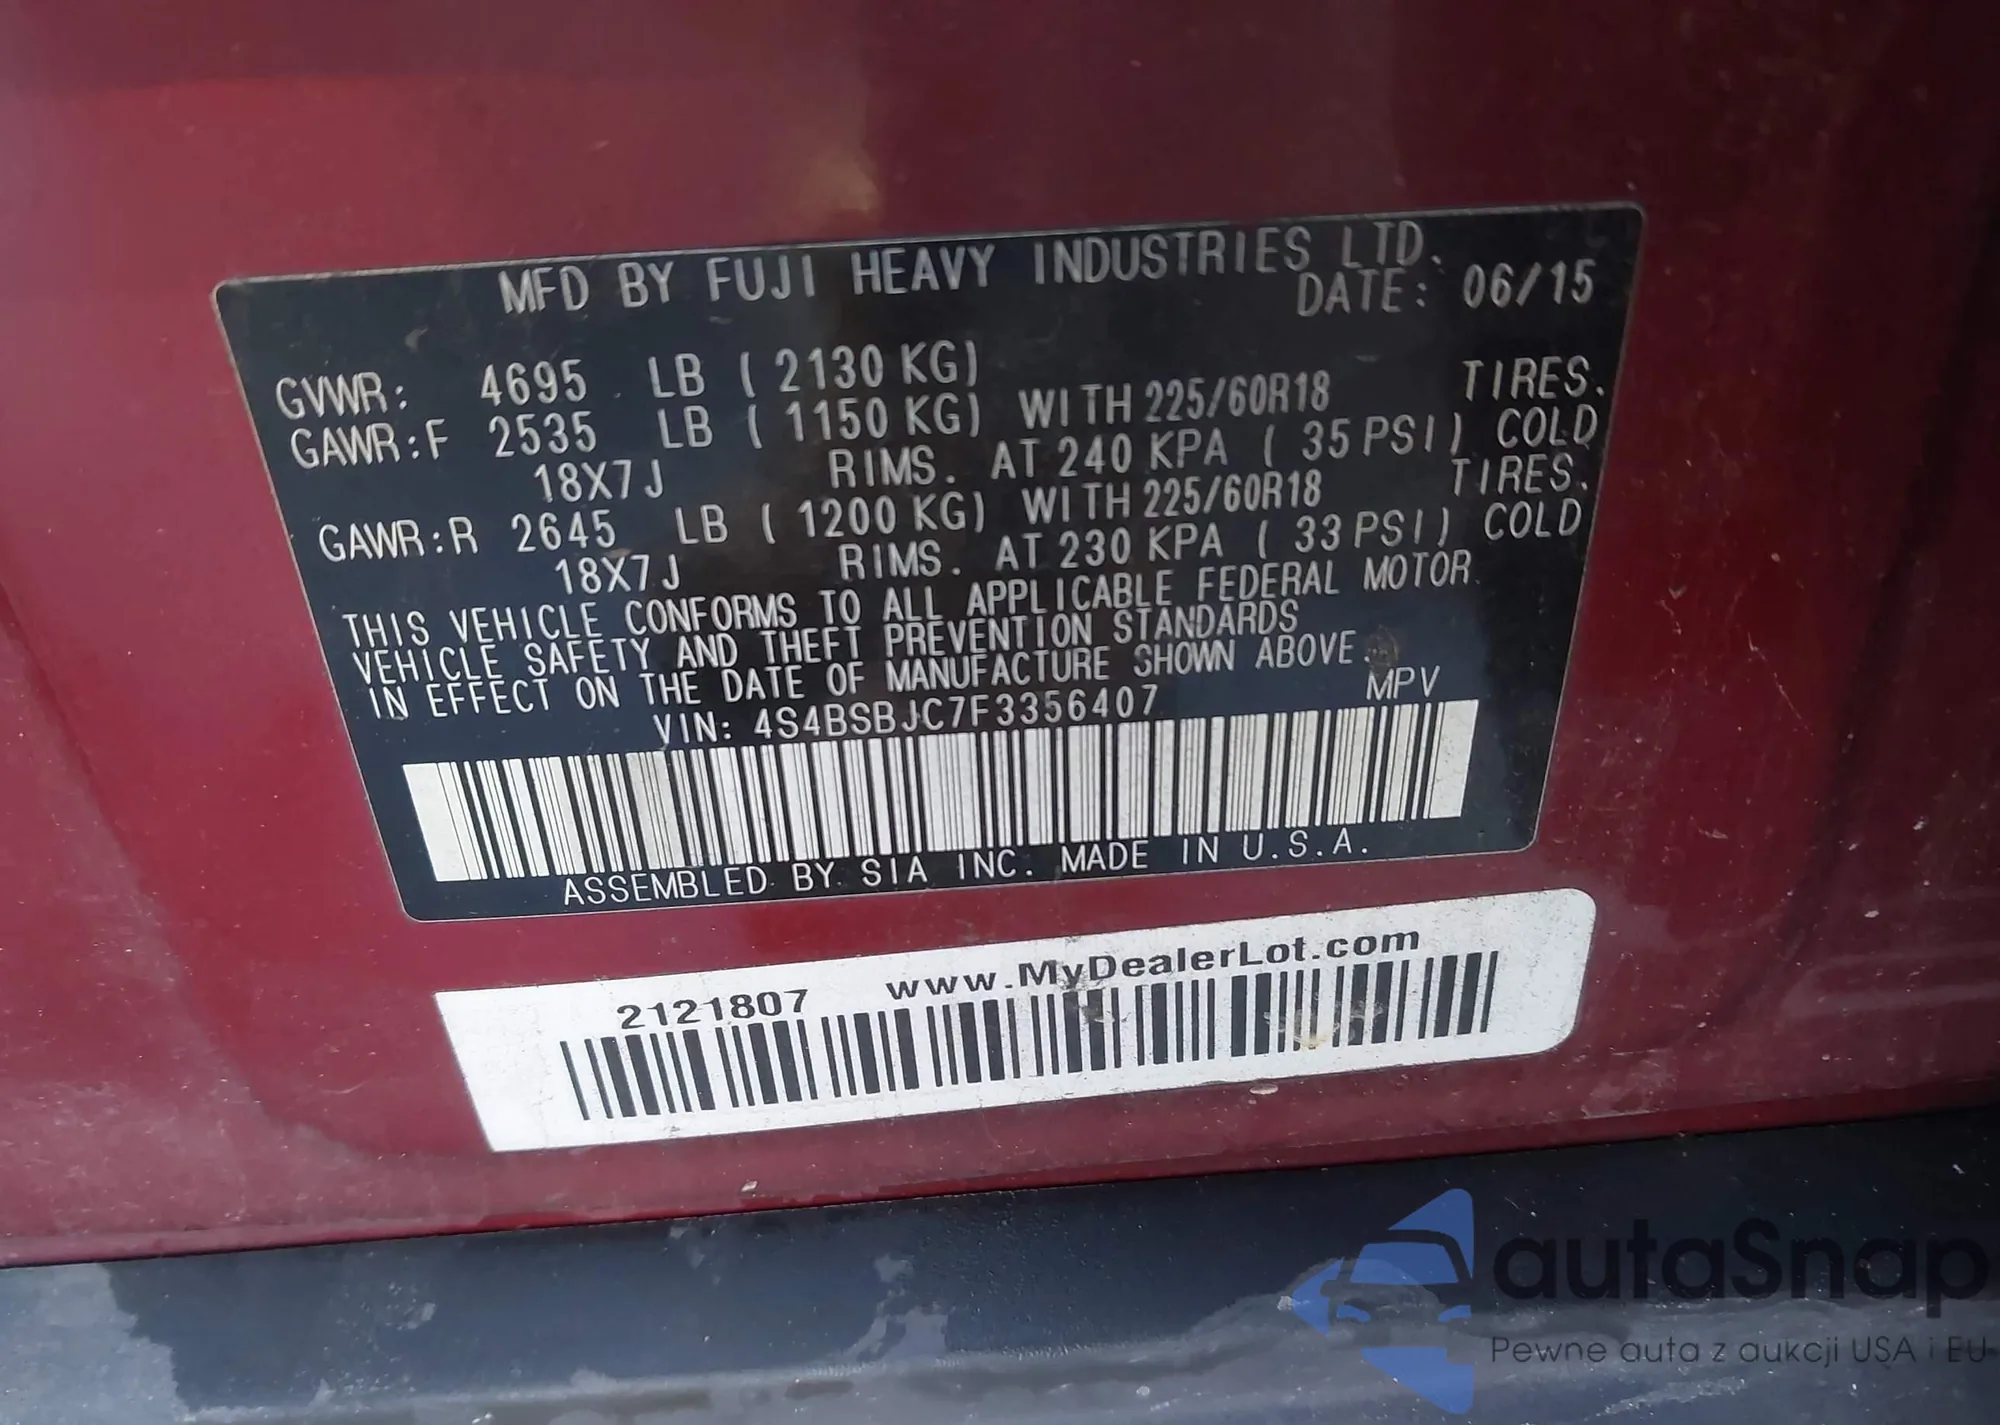 MFD BY FUJI HEAVY INDUSTRIES LTD.
DATE: 06/15
GVWR: 4695 LB ( 2130 KG)
GAWR:F 2535 LB ( 1150 KG) WITH 225/60R18 TIRES.
18X7J RIMS. AT 240 KPA ( 35 PSI) COLD
GAWR:R 2645 LB ( 1200 KG) WITH 225/60R18 TIRES.
18X7J RIMS. AT 230 KPA ( 33 PSI) COLD
THIS VEHICLE CONFORMS TO ALL APPLICABLE FEDERAL MOTOR
VEHICLE SAFETY AND THEFT PREVENTION STANDARDS
IN EFFECT ON THE DATE OF MANUFACTURE SHOWN ABOVE.
VIN: 4S4BSBJC7F3356407 MPV
ASSEMBLED BY SIA INC. MADE IN U.S.A.
2121807 www.MyDealerLot.com
autaSnap
Pewne auta z aukcji USA i EU